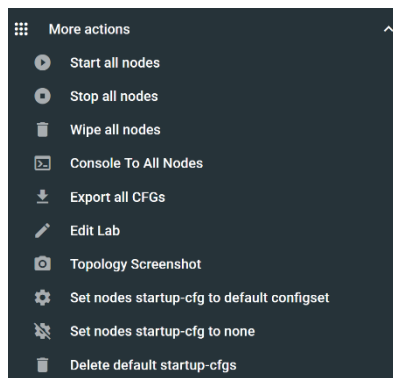 More actions
Start all nodes
Stop all nodes
Wipe all nodes
Console To All Nodes
Export all CFGs
Edit Lab
Topology Screenshot
Set nodes startup-cfg to default configset
Set nodes startup-cfg to none
Delete default startup-cfgs